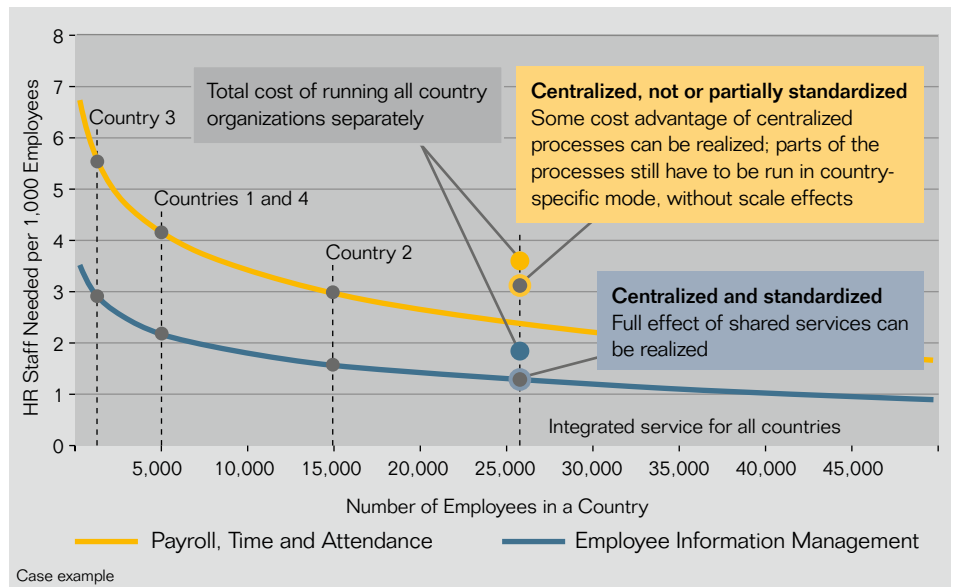 HR Staff Needed per 1,000 Employees
8
7
6
5
4
3
2
1
0
Country 3
Countries 1 and 4
Country 2
Total cost of running all country
organizations separately
Centralized, not or partially standardized
Some cost advantage of centralized
processes can be realized; parts of the
processes still have to be run in country-
specific mode, without scale effects
Centralized and standardized
Full effect of shared services can
be realized
Integrated service for all countries
5,000 10,000 15,000 20,000 25,000 30,000 35,000 40,000 45,000
Number of Employees in a Country
Payroll, Time and Attendance
Employee Information Management
Case example